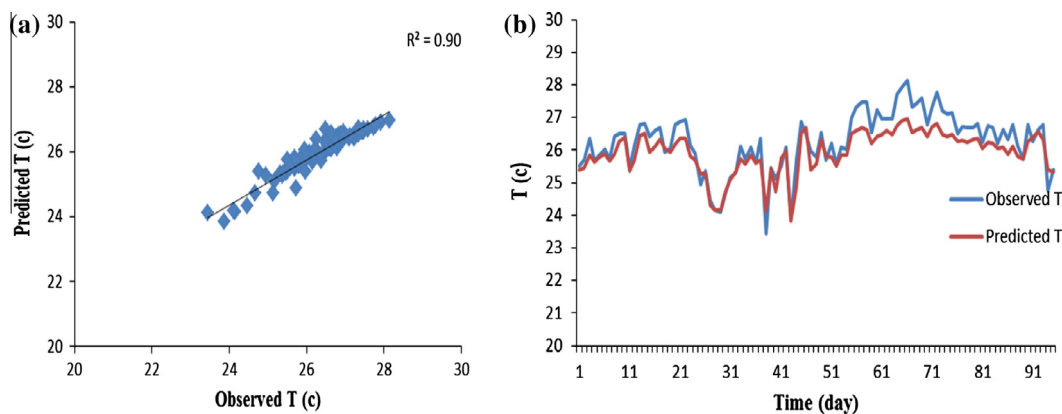 (a)
R² = 0.90
Predicted T (c)
30
28
26
24
22
20
20 22 24 26 28 30
Observed T (c)
(b)
T (c)
30
29
28
27
26
25
24
23
22
21
20
Observed T
Predicted T
1 11 21 31 41 51 61 71 81 91
Time (day)